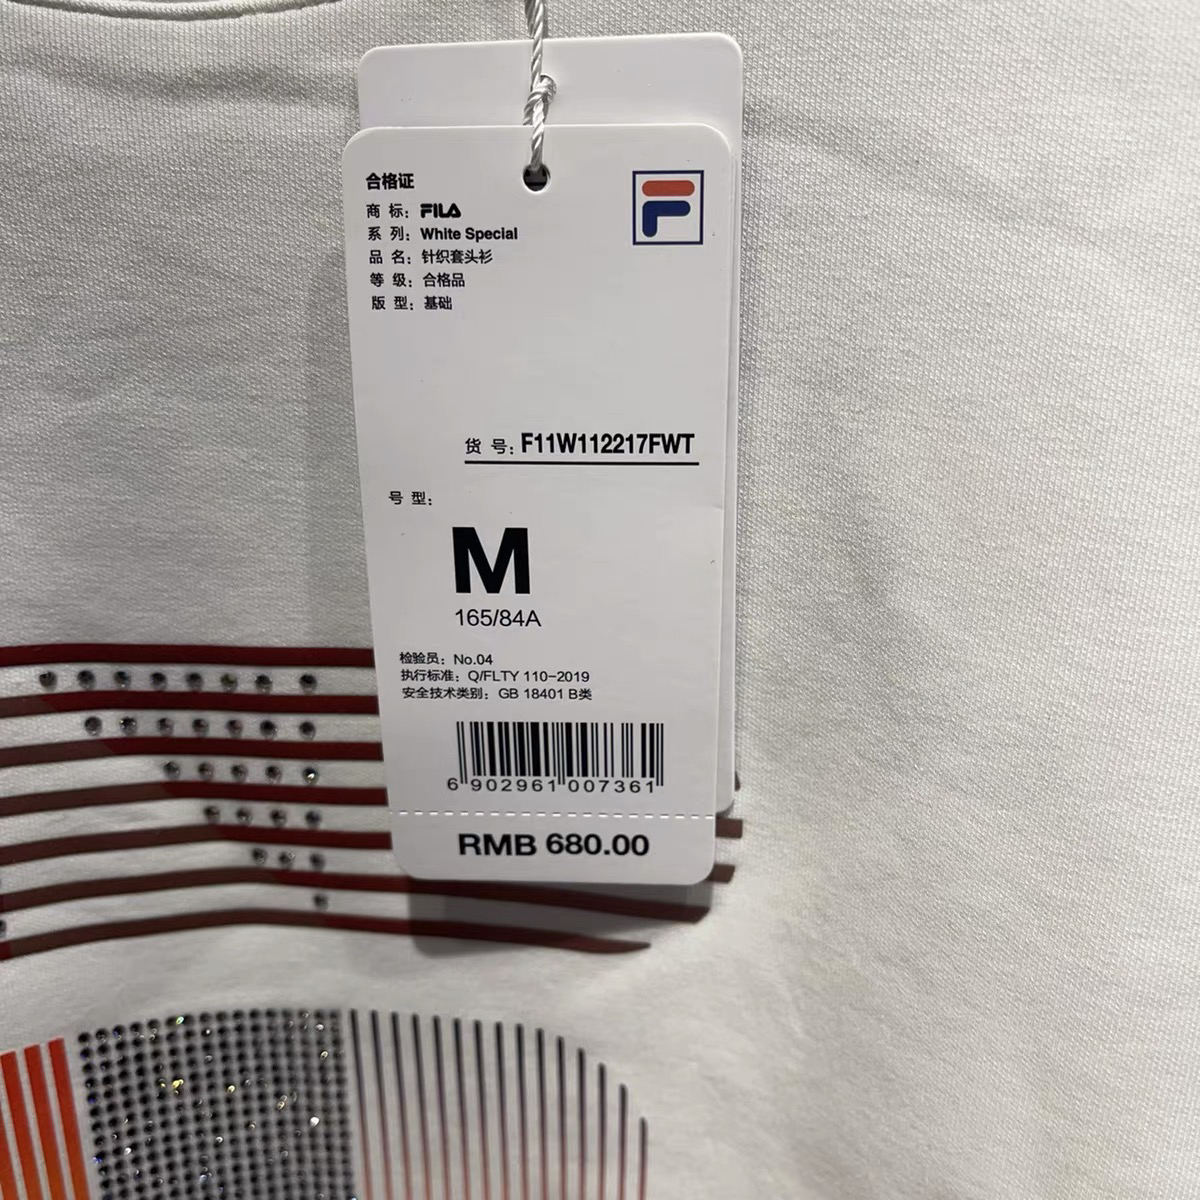 合格证
商 标: FILA
系 列: White Special
品 名: 针织套头衫
等 级: 合格品
版 型: 基础
货 号: F11W112217FWT
号 型:
M
165/84A
检验员: No.04
执行标准: Q/FLTY 110-2019
安全技术类别: GB 18401 B类
6 902961 007361
RMB 680.00